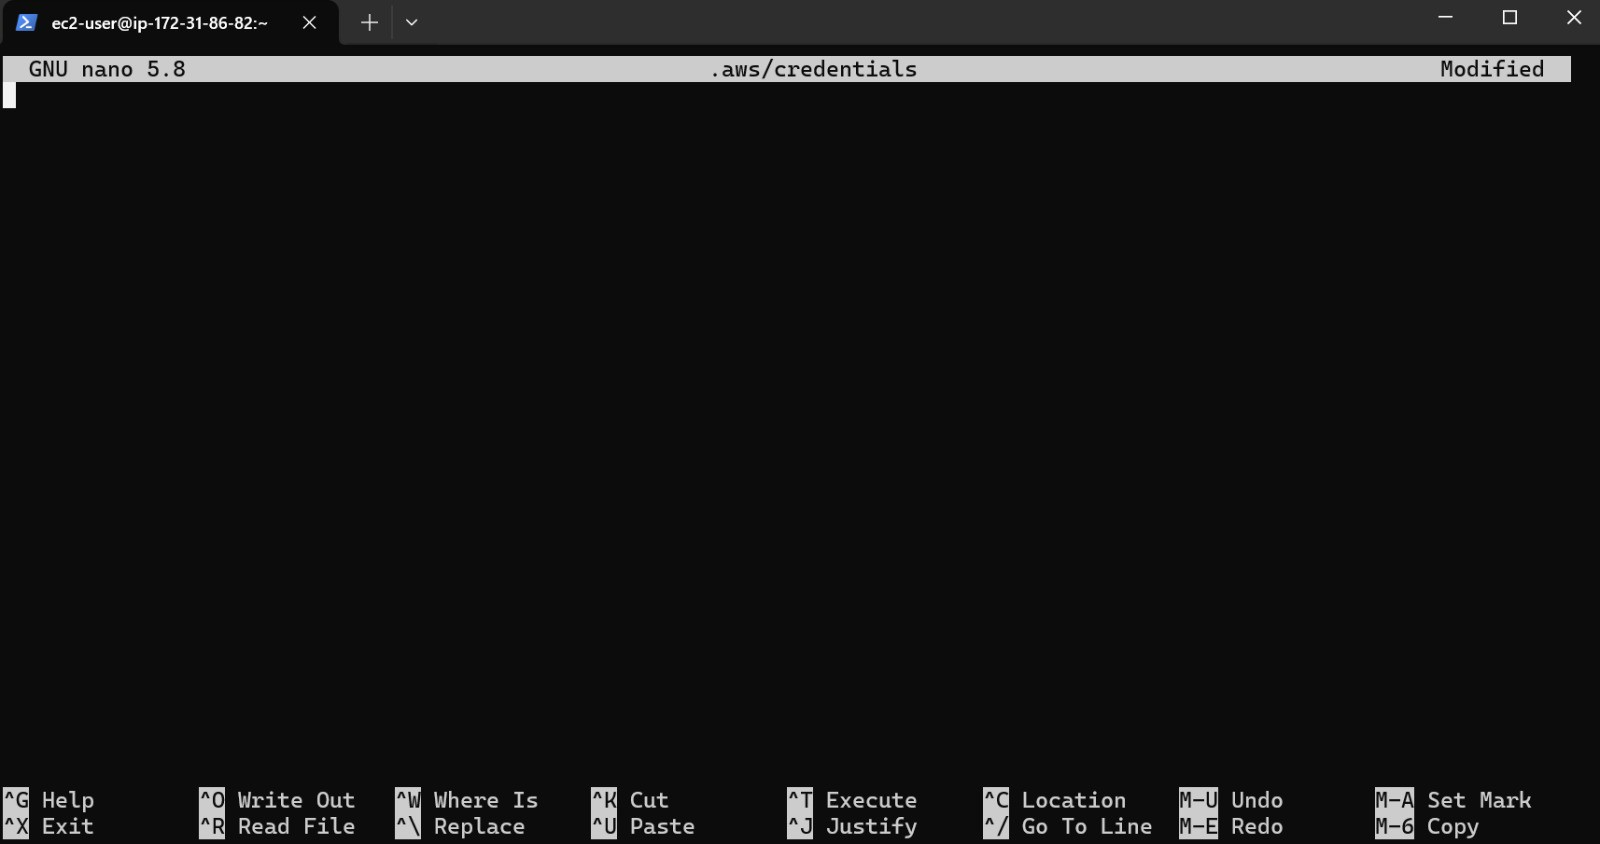 ec2-user@ip-172-31-86-82:~
GNU nano 5.8 .aws/credentials Modified
^G Help ^O Write Out ^W Where Is ^K Cut ^T Execute ^C Location M-U Undo M-A Set Mark
^X Exit ^R Read File ^\ Replace ^U Paste ^J Justify ^/ Go To Line M-E Redo M-6 Copy